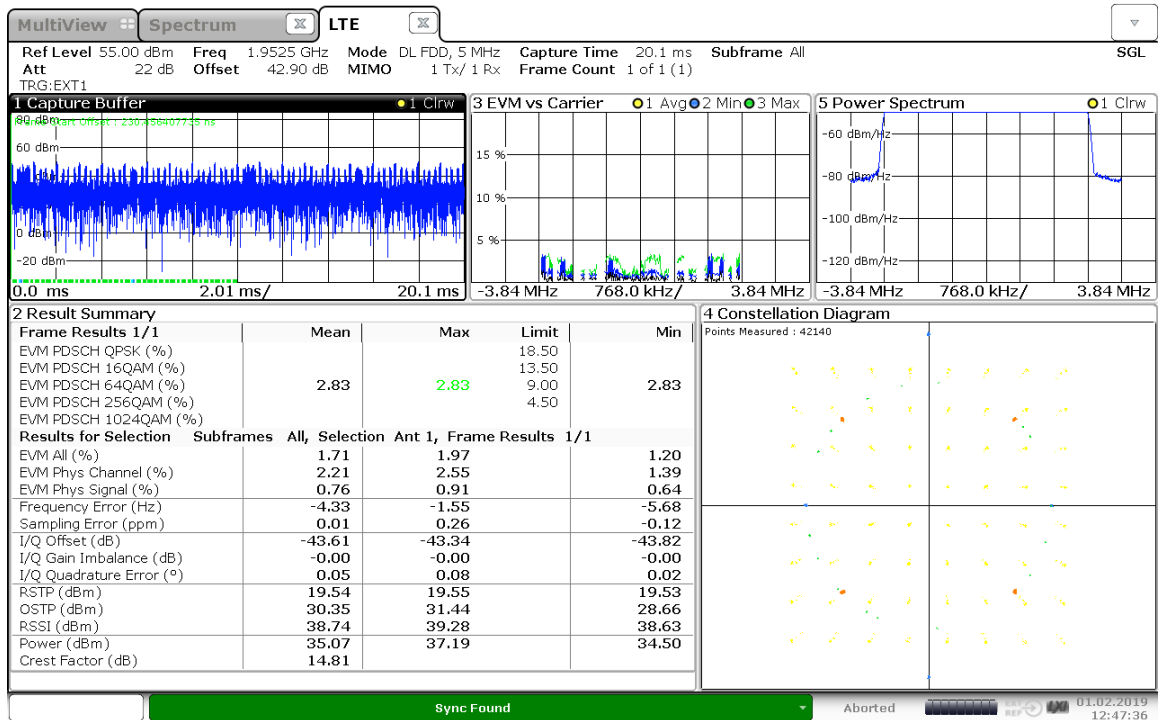 MultiView Spectrum LTE
Ref Level 55.00 dBm Freq 1.9525 GHz Mode DL FDD, 5 MHz Capture Time 20.1 ms Subframe All SGL
Att 22 dB Offset 42.90 dB MIMO 1 Tx/ 1 Rx Frame Count 1 of 1 (1)
TRG:EXT1
1 Capture Buffer 1 Clrw
Frame Start Offset : 230.456407735 ns
80 dBm
60 dBm
0 dBm
-20 dBm
0.0 ms 2.01 ms/ 20.1 ms
3 EVM vs Carrier 1 Avg 2 Min 3 Max
15 %
10 %
5 %
-3.84 MHz 768.0 kHz/ 3.84 MHz
5 Power Spectrum 1 Clrw
-60 dBm/Hz
-80 dBm/Hz
-100 dBm/Hz
-120 dBm/Hz
-3.84 MHz 768.0 kHz/ 3.84 MHz
2 Result Summary
Frame Results 1/1 Mean Max Limit Min
EVM PDSCH QPSK (%) 18.50
EVM PDSCH 16QAM (%) 13.50
EVM PDSCH 64QAM (%) 2.83 2.83 9.00 2.83
EVM PDSCH 256QAM (%) 4.50
EVM PDSCH 1024QAM (%)
Results for Selection Subframes All, Selection Ant 1, Frame Results 1/1
EVM All (%) 1.71 1.97 1.20
EVM Phys Channel (%) 2.21 2.55 1.39
EVM Phys Signal (%) 0.76 0.91 0.64
Frequency Error (Hz) -4.33 -1.55 -5.68
Sampling Error (ppm) 0.01 0.26 -0.12
I/Q Offset (dB) -43.61 -43.34 -43.82
I/Q Gain Imbalance (dB) -0.00 -0.00 -0.00
I/Q Quadrature Error (°) 0.05 0.08 0.02
RSTP (dBm) 19.54 19.55 19.53
OSTP (dBm) 30.35 31.44 28.66
RSSI (dBm) 38.74 39.28 38.63
Power (dBm) 35.07 37.19 34.50
Crest Factor (dB) 14.81
4 Constellation Diagram
Points Measured : 42140
Sync Found Aborted EXT REF LXI 01.02.2019
12:47:36